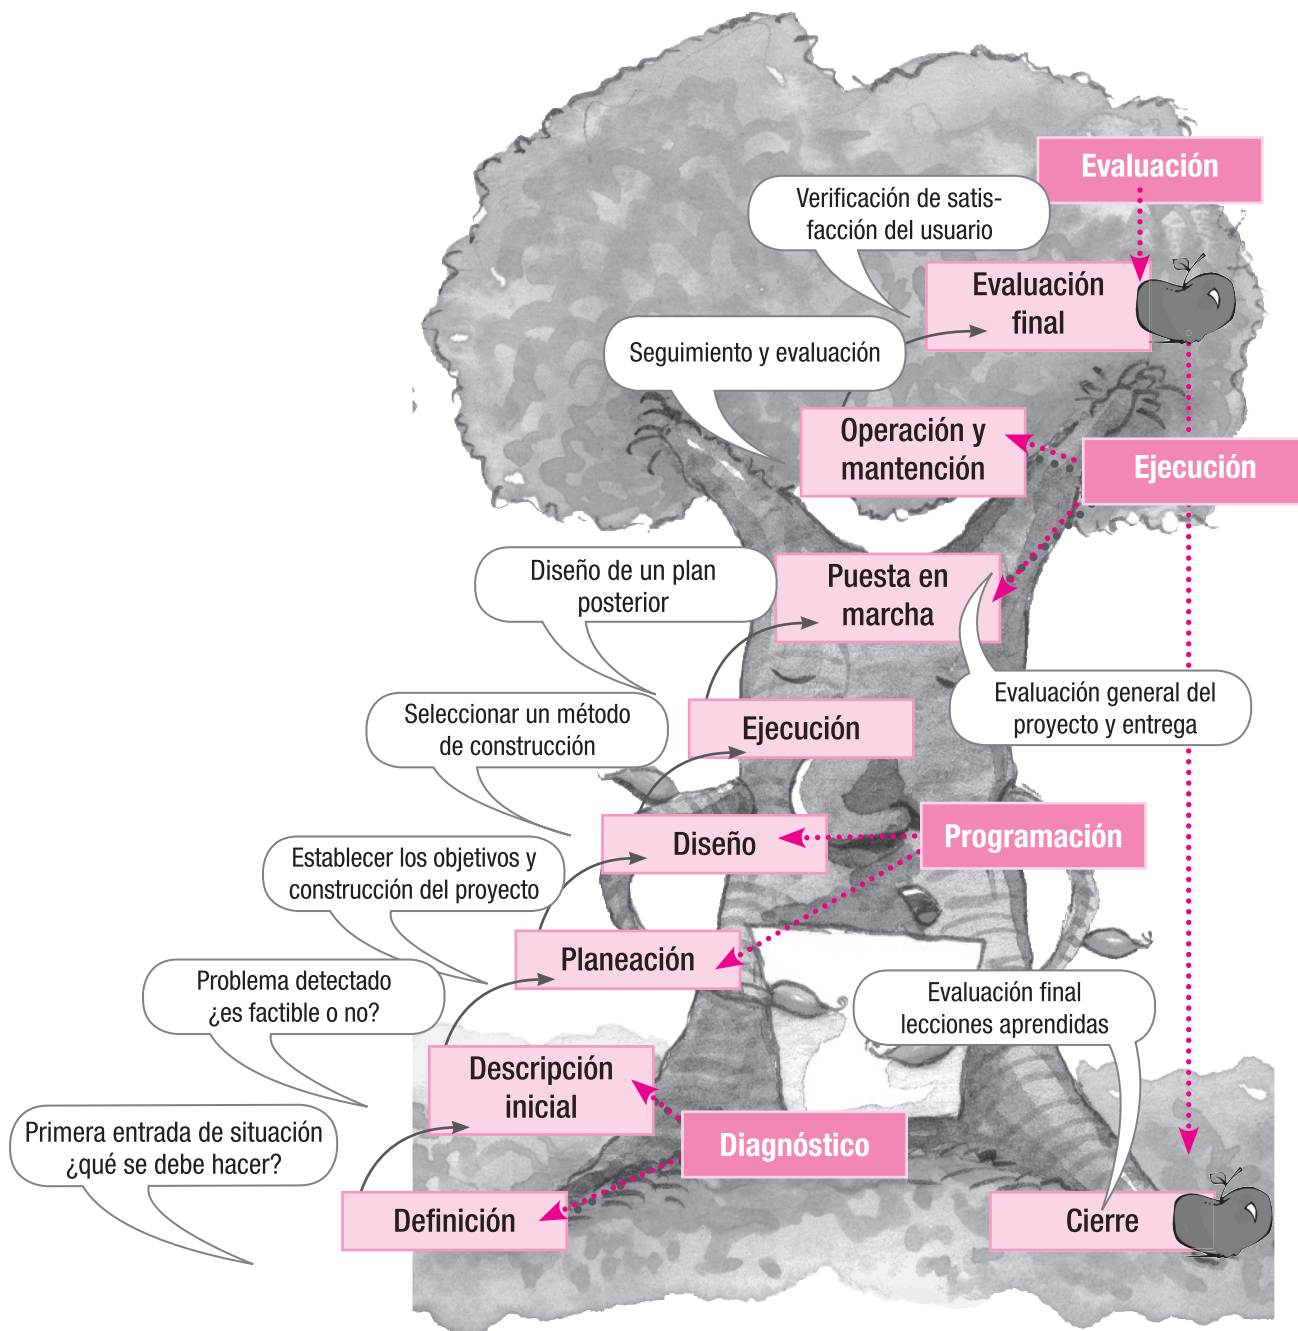 Evaluación
Verificación de satis-
facción del usuario
Evaluación
final
Seguimiento y evaluación
Operación y
mantención
Ejecución
Diseño de un plan
posterior
Puesta en
marcha
Evaluación general del
proyecto y entrega
Seleccionar un método
de construcción
Ejecución
Diseño
Programación
Establecer los objetivos y
construcción del proyecto
Planeación
Problema detectado
¿es factible o no?
Evaluación final
lecciones aprendidas
Descripción
inicial
Diagnóstico
Primera entrada de situación
¿qué se debe hacer?
Definición
Cierre